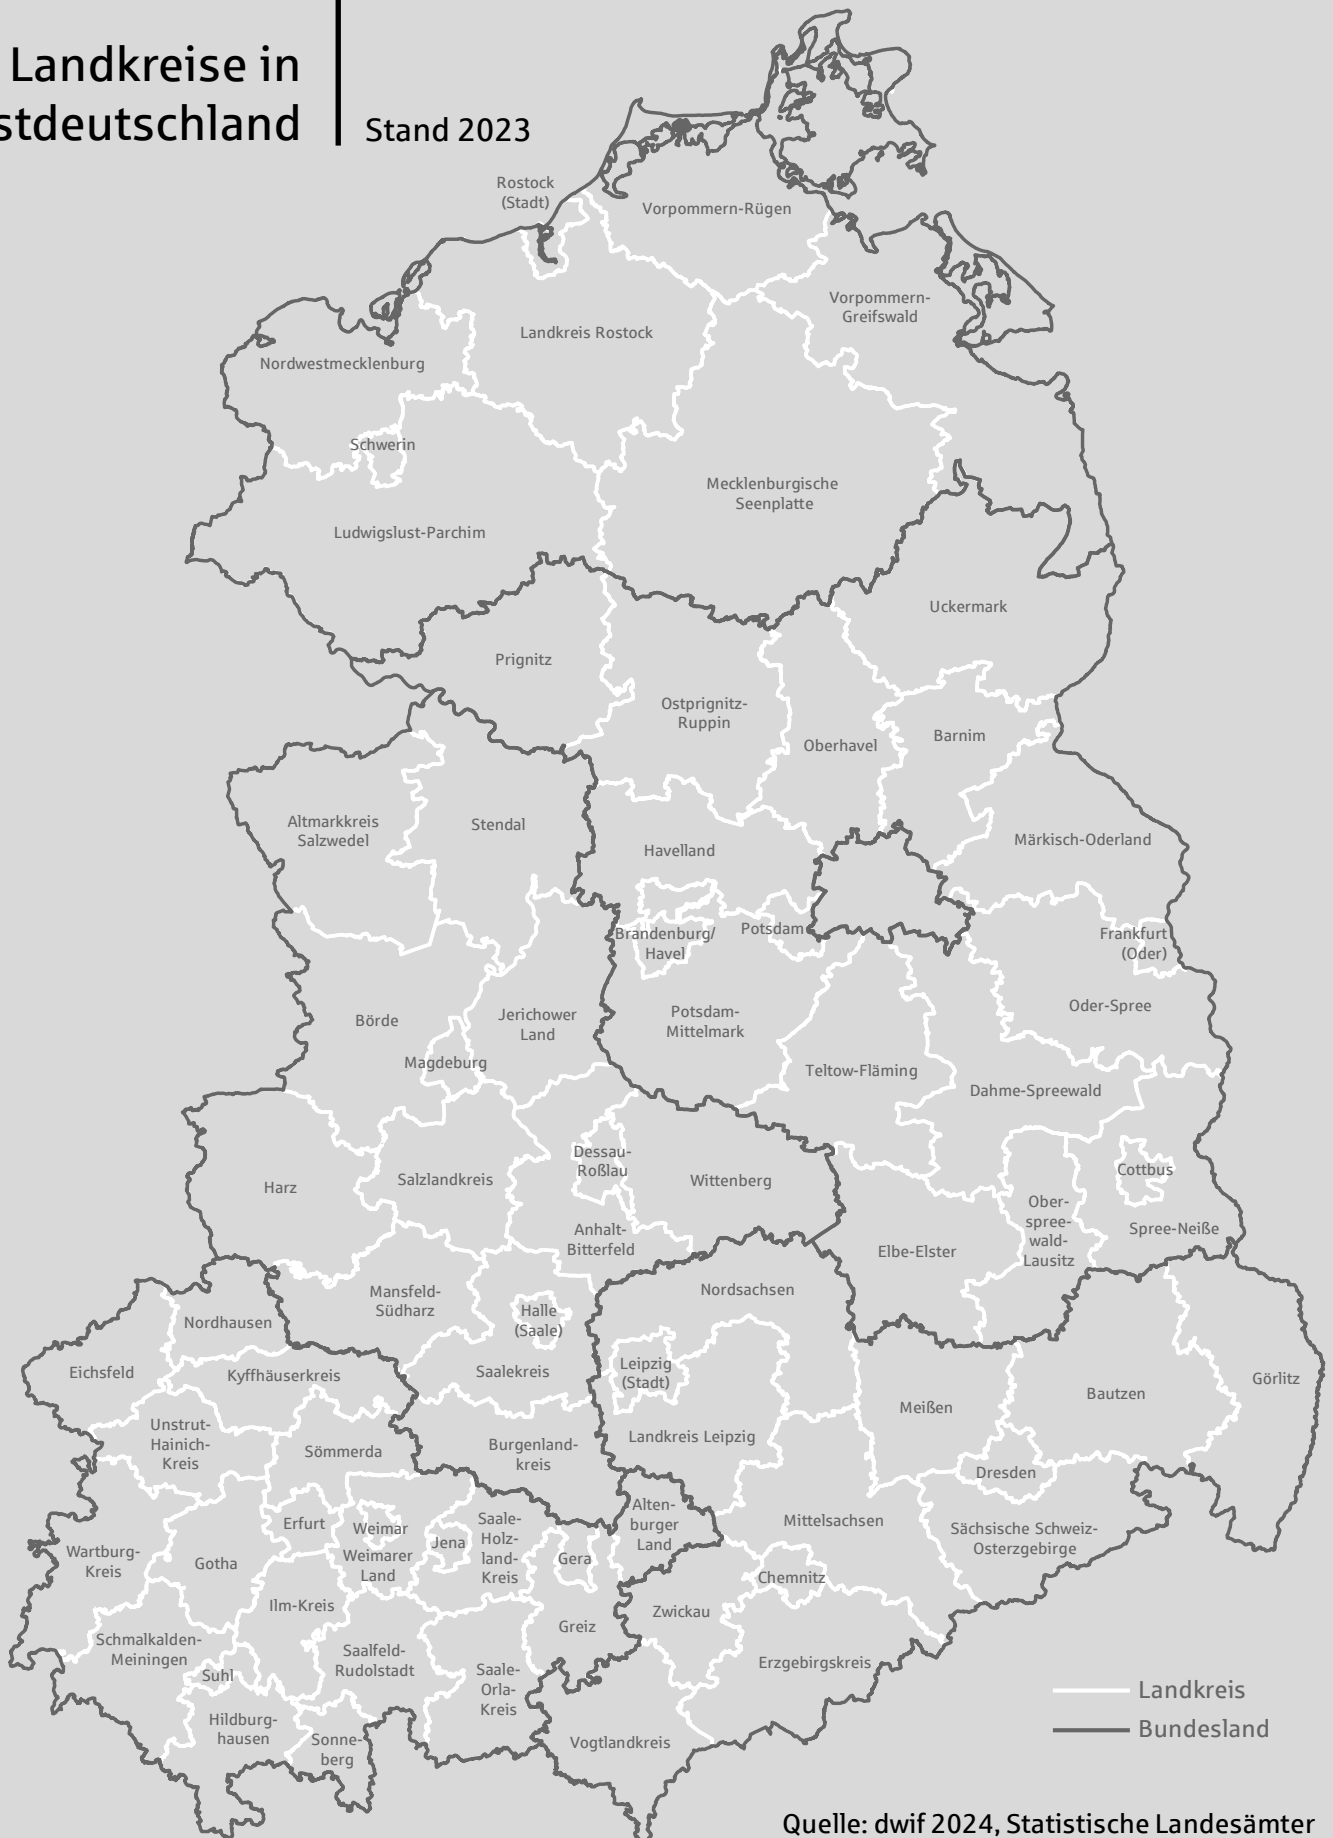 Landkreise in
stdeutschland
Stand 2023
Rostock
(Stadt)
Vorpommern-Rügen
Vorpommern-
Greifswald
Landkreis Rostock
Nordwestmecklenburg
Schwerin
Mecklenburgische
Seenplatte
Ludwigslust-Parchim
Uckermark
Prignitz
Ostprignitz-
Ruppin
Oberhavel
Barnim
Altmarkkreis
Salzwedel
Stendal
Havelland
Märkisch-Oderland
Brandenburg/
Havel
Potsdam
Frankfurt
(Oder)
Börde
Jerichower
Land
Potsdam-
Mittelmark
Oder-Spree
Magdeburg
Teltow-Fläming
Dahme-Spreewald
Harz
Salzlandkreis
Dessau-
Roßlau
Wittenberg
Cottbus
Anhalt-
Bitterfeld
Elbe-Elster
Ober-
spree-
wald-
Lausitz
Spree-Neiße
Mansfeld-
Südharz
Halle
(Saale)
Nordsachsen
Nordhausen
Eichsfeld
Kyffhäuserkreis
Saalekreis
Leipzig
(Stadt)
Görlitz
Bautzen
Meißen
Unstrut-
Hainich-
Kreis
Sömmerda
Burgenland-
kreis
Landkreis Leipzig
Dresden
Wartburg-
Kreis
Gotha
Erfurt
Weimar
Weimarer
Land
Jena
Saale-
Holz-
land-
Kreis
Gera
Alten-
burger
Land
Mittelsachsen
Sächsische Schweiz-
Osterzgebirge
Chemnitz
Ilm-Kreis
Greiz
Zwickau
Schmalkalden-
Meiningen
Suhl
Saalfeld-
Rudolstadt
Saale-
Orla-
Kreis
Erzgebirgskreis
Hildburg-
hausen
Sonne-
berg
Vogtlandkreis
Landkreis
Bundesland
Quelle: dwif 2024, Statistische Landesämter